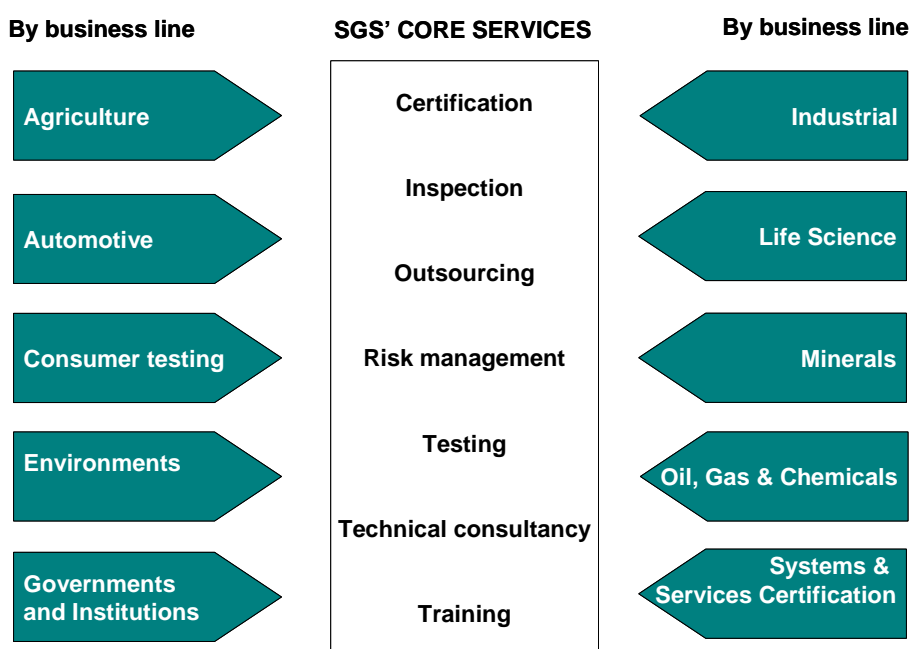 By business line
Agriculture
Automotive
Consumer testing
Environments
Governments
and Institutions
SGS’ CORE SERVICES
Certification
Inspection
Outsourcing
Risk management
Testing
Technical consultancy
Training
By business line
Industrial
Life Science
Minerals
Oil, Gas & Chemicals
Systems &
Services Certification